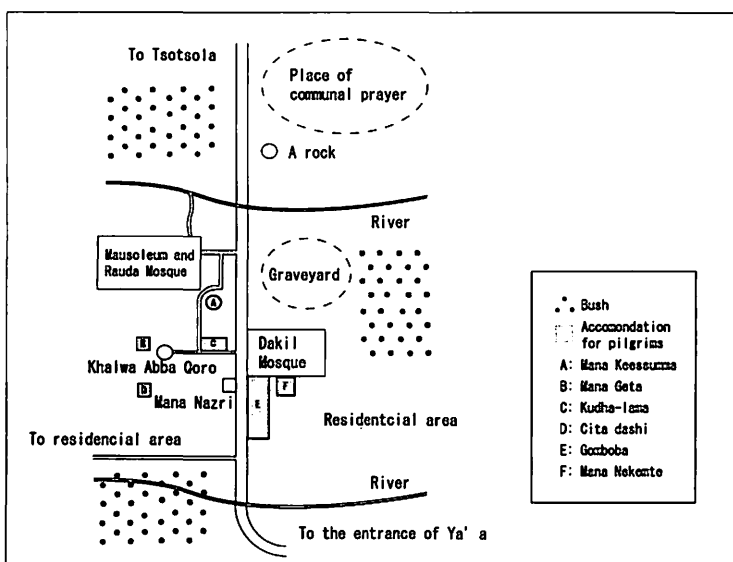 To Tsotsola
Place of
communal prayer
A rock
River
Mausoleum and
Rauda Mosque
Graveyard
A
B
C
Khalwa Abba Qoro
Dakil
Mosque
D
Mana Nazri
E
F
Residentcial area
To residencial area
River
To the entrance of Ya' a
Bush
Accomondation
for pilgrims
A: Mana Keessumma
B: Mana Geta
C: Kudha-lama
D: Cita dashi
E: Gomboba
F: Mana Nekemte